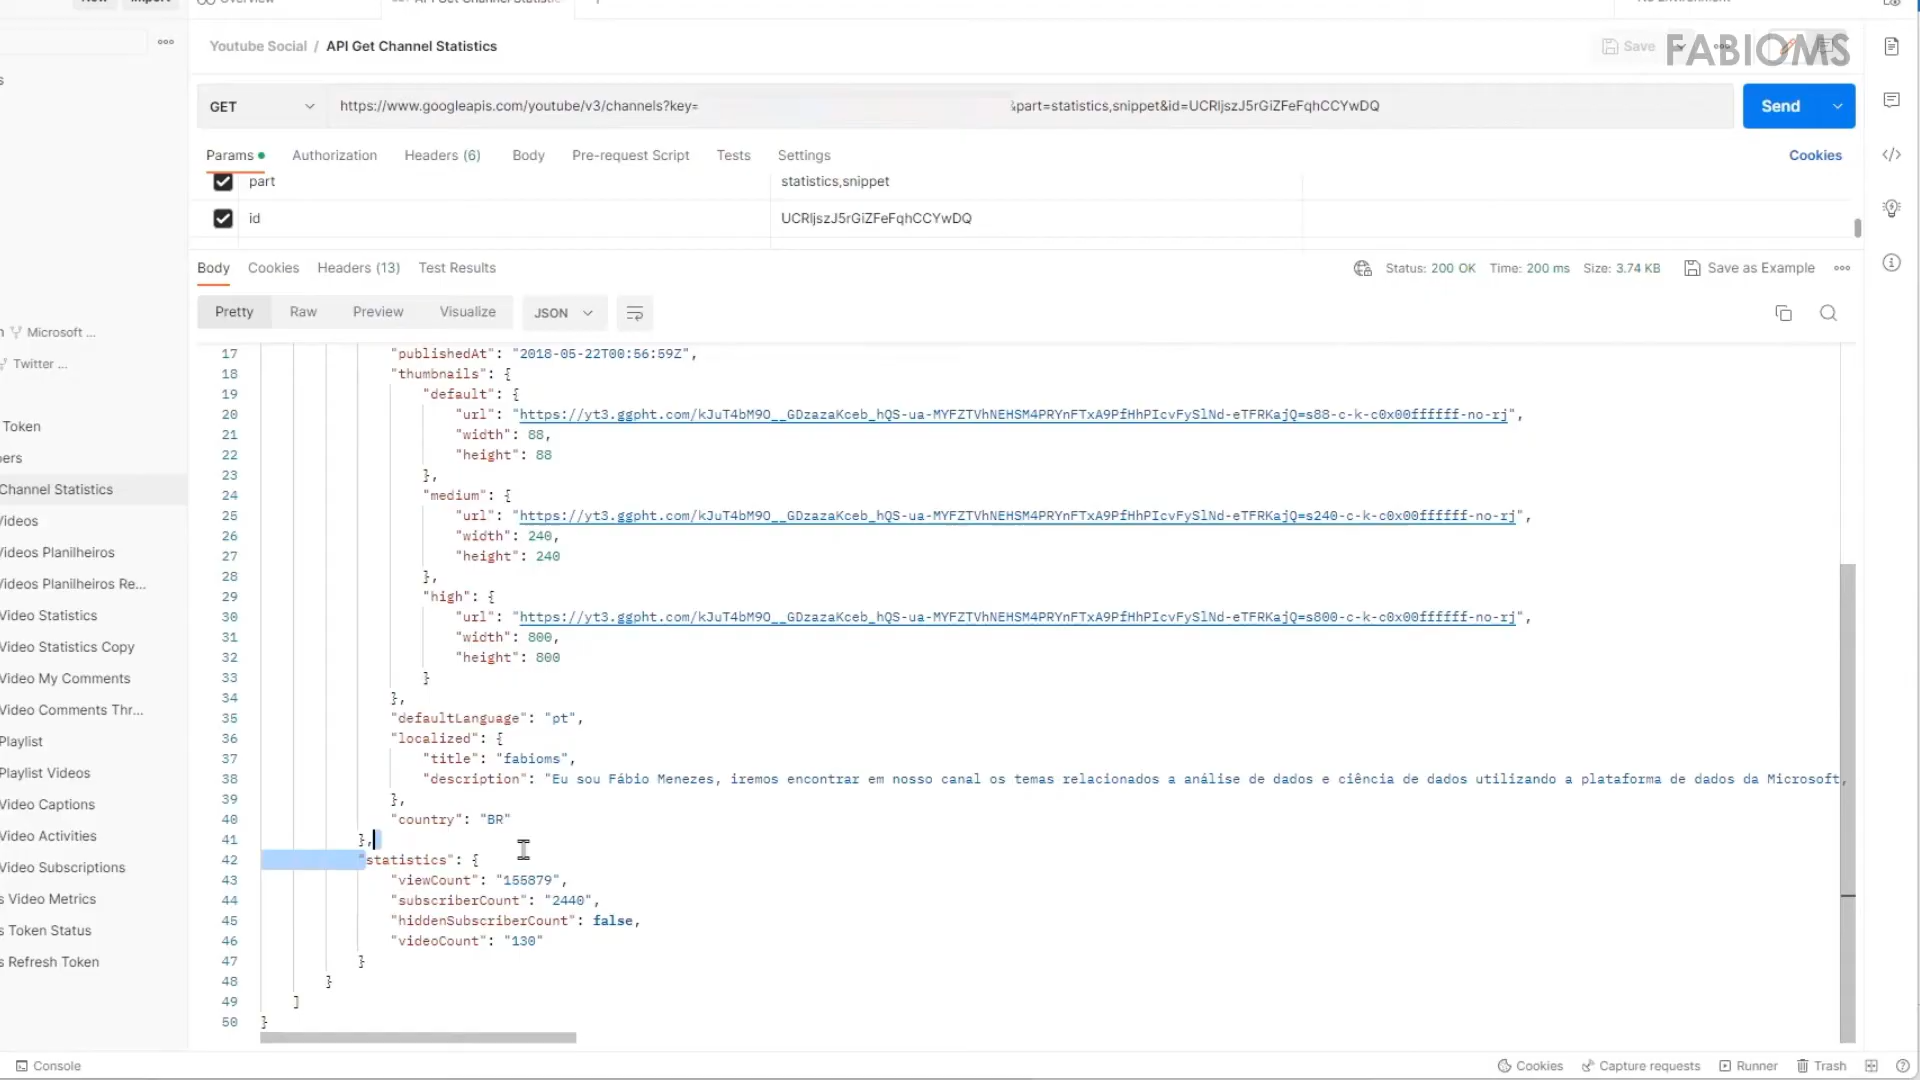 Youtube Social / API Get Channel Statistics
Save
FABIOMS
GET
https://www.googleapis.com/youtube/v3/channels?key=
&part=statistics,snippet&id=UCRljszJ5rGiZFeFqhCCYwDQ
Send
Params
Authorization
Headers (6)
Body
Pre-request Script
Tests
Settings
Cookies
part
statistics,snippet
id
UCRljszJ5rGiZFeFqhCCYwDQ
Body
Cookies
Headers (13)
Test Results
Status: 200 OK
Time: 200 ms
Size: 3.74 KB
Save as Example
Pretty
Raw
Preview
Visualize
JSON
Microsoft ...
Twitter ...
Token
Channel Statistics
Videos
Videos Planilheiros
Videos Planilheiros Re...
Video Statistics
Video Statistics Copy
Video My Comments
Video Comments Thr...
Playlist
Playlist Videos
Video Captions
Video Activities
Video Subscriptions
s Video Metrics
s Token Status
s Refresh Token
17 "publishedAt": "2018-05-22T00:56:59Z",
18 "thumbnails": {
19 "default": {
20 "url": "https://yt3.ggpht.com/kJuT4bM9O__GDzazaKceb_hQS-ua-MYFZTVhNEHSM4PRYnFTxA9PfHhPIcvFySlNd-eTFRKajQ=s88-c-k-c0x00ffffff-no-rj",
21 "width": 88,
22 "height": 88
23 },
24 "medium": {
25 "url": "https://yt3.ggpht.com/kJuT4bM9O__GDzazaKceb_hQS-ua-MYFZTVhNEHSM4PRYnFTxA9PfHhPIcvFySlNd-eTFRKajQ=s240-c-k-c0x00ffffff-no-rj",
26 "width": 240,
27 "height": 240
28 },
29 "high": {
30 "url": "https://yt3.ggpht.com/kJuT4bM9O__GDzazaKceb_hQS-ua-MYFZTVhNEHSM4PRYnFTxA9PfHhPIcvFySlNd-eTFRKajQ=s800-c-k-c0x00ffffff-no-rj",
31 "width": 800,
32 "height": 800
33 }
34 },
35 "defaultLanguage": "pt",
36 "localized": {
37 "title": "fabioms",
38 "description": "Eu sou Fábio Menezes, iremos encontrar em nosso canal os temas relacionados a análise de dados e ciência de dados utilizando a plataforma de dados da Microsoft,
39 },
40 "country": "BR"
41 },
42 "statistics": {
43 "viewCount": "155879",
44 "subscriberCount": "2440",
45 "hiddenSubscriberCount": false,
46 "videoCount": "130"
47 }
48 }
49 ]
50 }
Console
Cookies
Capture requests
Runner
Trash